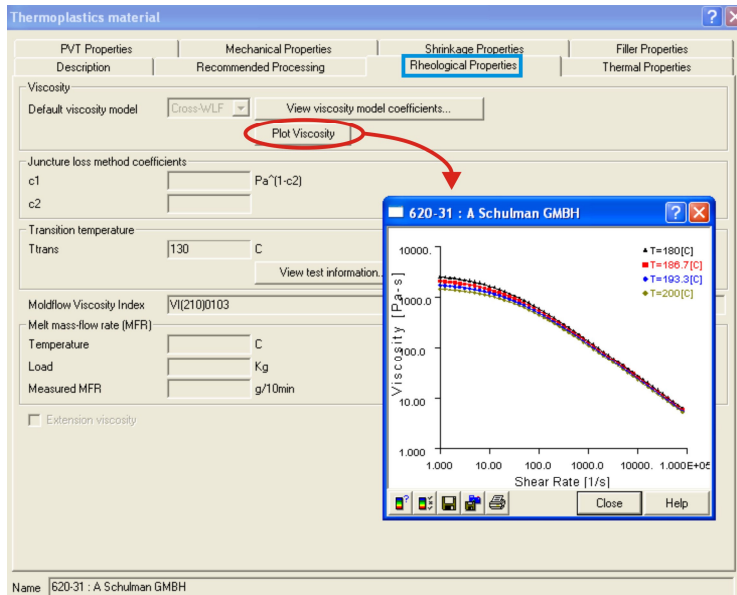 Thermoplastics material
PVT Properties Mechanical Properties Shrinkage Properties Filler Properties
Description Recommended Processing Rheological Properties Thermal Properties
Viscosity
Default viscosity model Cross-WLF View viscosity model coefficients...
Plot Viscosity
Juncture loss method coefficients
c1 Pa^(1-c2)
c2
Transition temperature
Ttrans 130 C
View test information.
Moldflow Viscosity Index VI(210)0103
Melt mass-flow rate (MFR)
Temperature C
Load Kg
Measured MFR g/10min
Extension viscosity
620-31 : A Schulman GMBH
10000.
T=180[C]
T=186.7[C]
T=193.3[C]
T=200[C]
1000.0
100.0
10.00
1.000
Viscosity [Pa-s]
1.000 10.00 100.0 1000.0 10000. 1.000E+05
Shear Rate [1/s]
Close Help
Name 620-31 : A Schulman GMBH